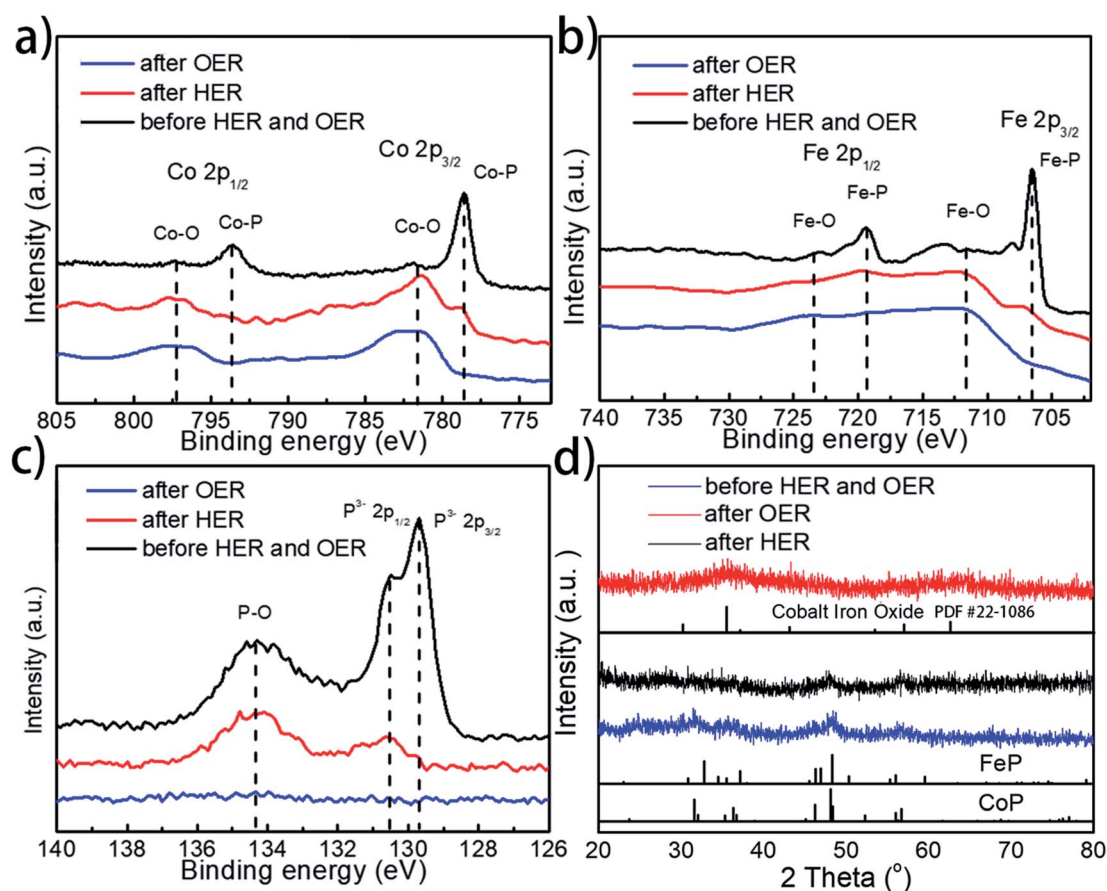 a)
after OER
after HER
before HER and OER
Co 2p1/2
Co 2p3/2
Co-P
Co-O
Co-P
Co-O
Intensity (a.u.)
805 800 795 790 785 780 775
Binding energy (eV)
b)
after OER
after HER
before HER and OER
Fe 2p3/2
Fe 2p1/2
Fe-P
Fe-P
Fe-O
Fe-O
Intensity (a.u.)
740 735 730 725 720 715 710 705
Binding energy (eV)
c)
after OER
after HER
before HER and OER
P3- 2p1/2
P3- 2p3/2
P-O
Intensity (a.u.)
140 138 136 134 132 130 128 126
Binding energy (eV)
d)
before HER and OER
after OER
after HER
Cobalt Iron Oxide PDF #22-1086
FeP
CoP
Intensity (a.u.)
20 30 40 50 60 70 80
2 Theta (o)